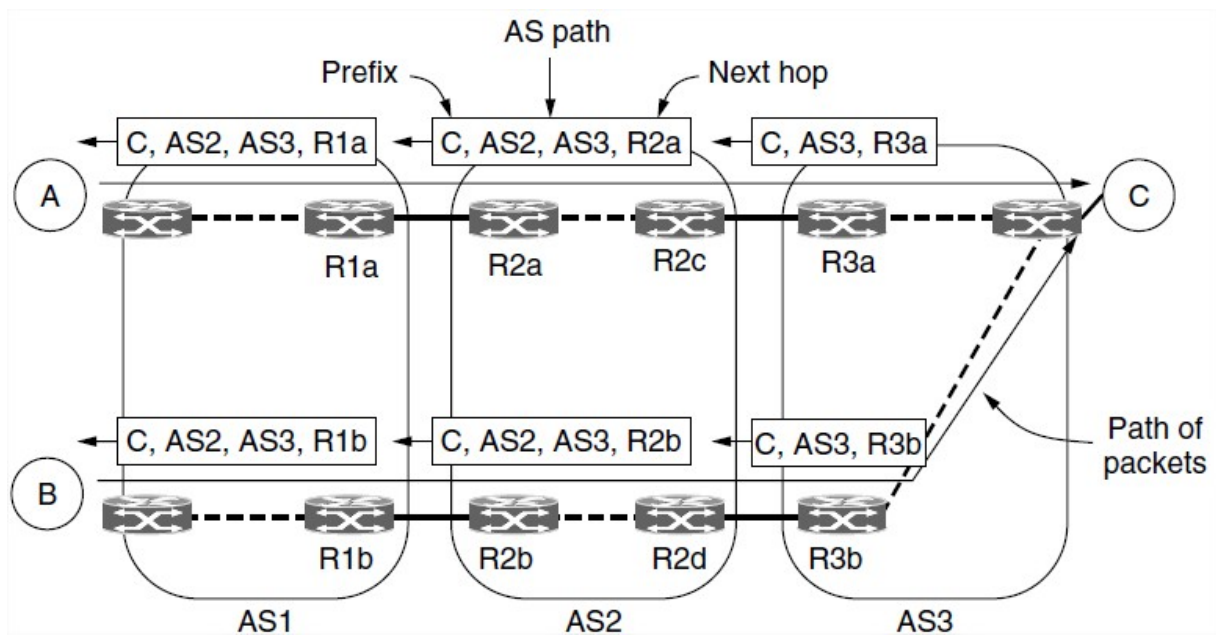 AS path
Prefix
Next hop
C, AS2, AS3, R1a
C, AS2, AS3, R2a
C, AS3, R3a
A
C
R1a
R2a
R2c
R3a
C, AS2, AS3, R1b
C, AS2, AS3, R2b
C, AS3, R3b
Path of
packets
B
R1b
R2b
R2d
R3b
AS1
AS2
AS3